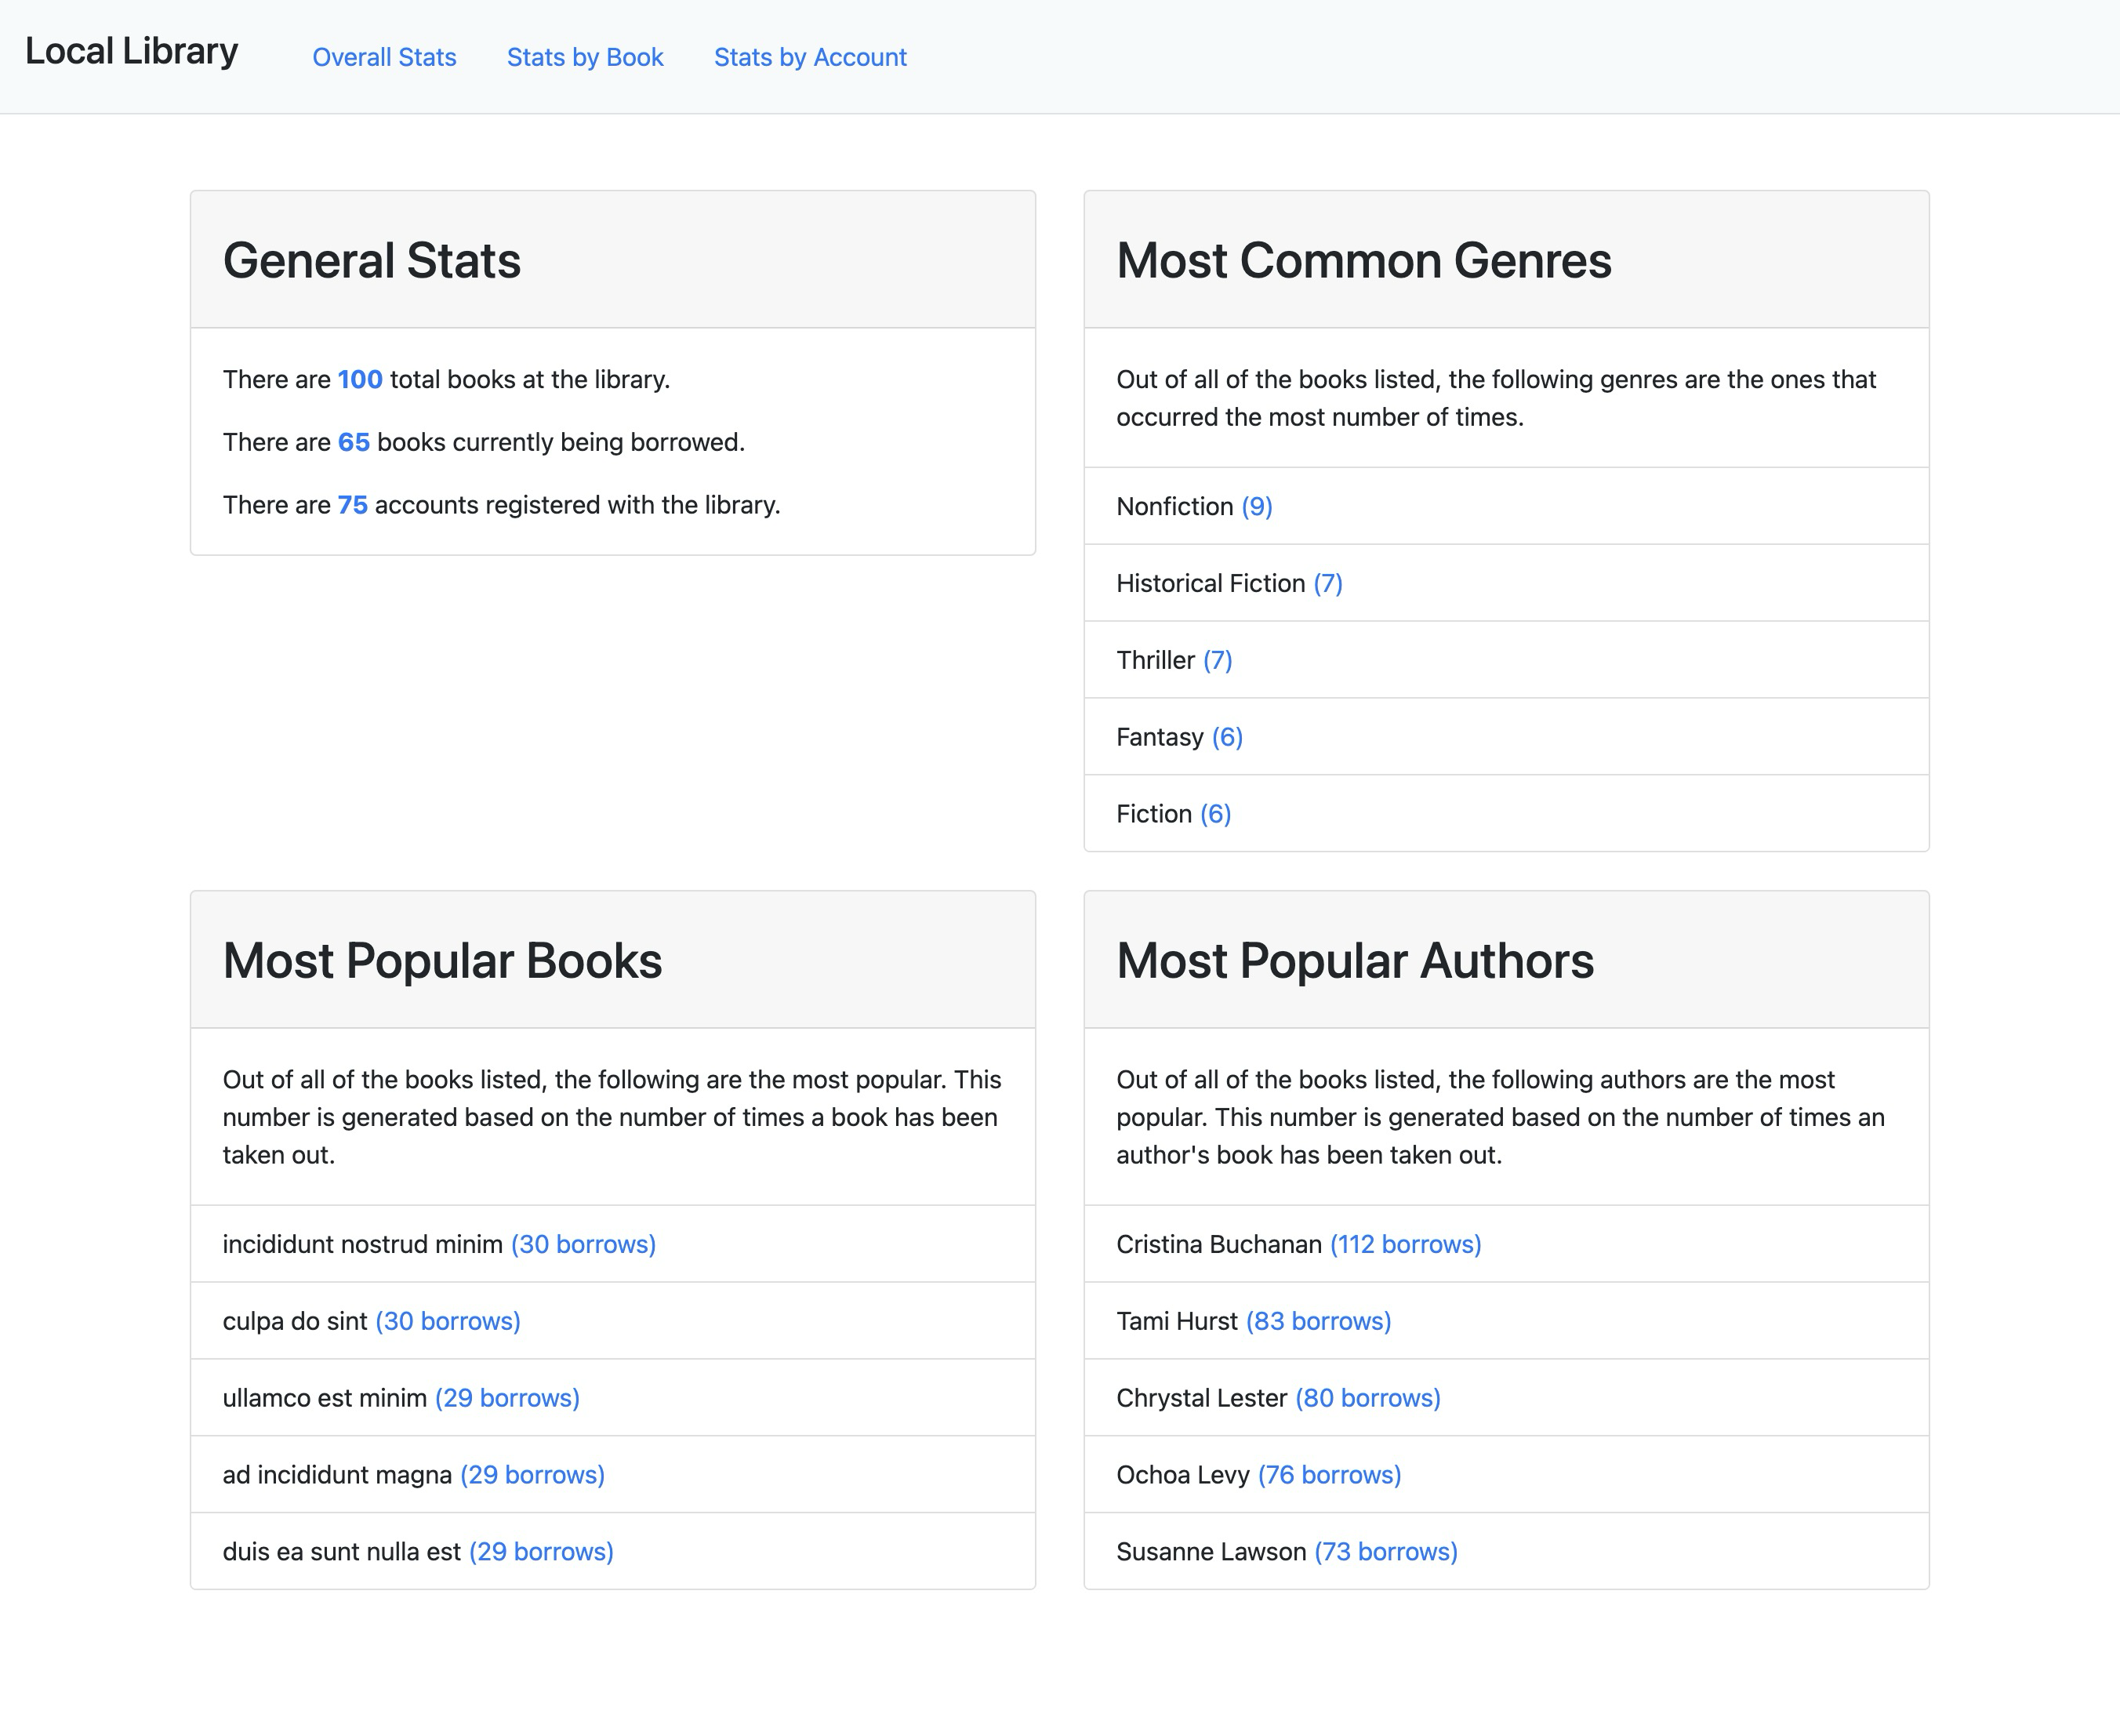 Local Library
Overall Stats
Stats by Book
Stats by Account
General Stats
There are 100 total books at the library.
There are 65 books currently being borrowed.
There are 75 accounts registered with the library.
Most Common Genres
Out of all of the books listed, the following genres are the ones that
occurred the most number of times.
Nonfiction (9)
Historical Fiction (7)
Thriller (7)
Fantasy (6)
Fiction (6)
Most Popular Books
Out of all of the books listed, the following are the most popular. This
number is generated based on the number of times a book has been
taken out.
incididunt nostrud minim (30 borrows)
culpa do sint (30 borrows)
ullamco est minim (29 borrows)
ad incididunt magna (29 borrows)
duis ea sunt nulla est (29 borrows)
Most Popular Authors
Out of all of the books listed, the following authors are the most
popular. This number is generated based on the number of times an
author's book has been taken out.
Cristina Buchanan (112 borrows)
Tami Hurst (83 borrows)
Chrystal Lester (80 borrows)
Ochoa Levy (76 borrows)
Susanne Lawson (73 borrows)